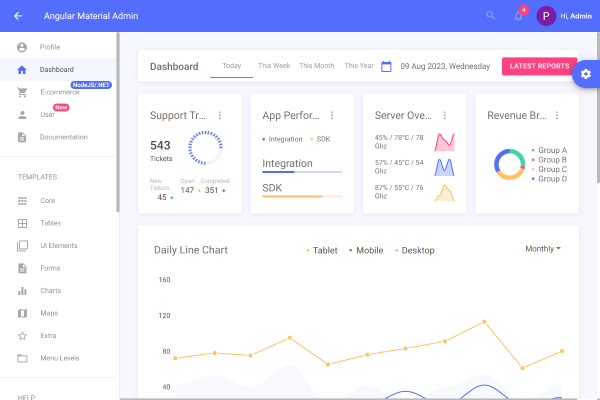 Angular Material Admin
4
P
Hi, Admin
Profile
Dashboard
NodeJS/.NET
E-commerce
New
User
Documentation
TEMPLATES
Core
Tables
UI Elements
Forms
Charts
Maps
Extra
Menu Levels
HELP
Dashboard
Today
This Week
This Month
This Year
09 Aug 2023, Wednesday
LATEST REPORTS
Support Tr...
543
Tickets
New Tickets
45
Open
147
Completed
351
App Perfor...
Integration
SDK
Integration
SDK
Server Ove...
45% / 78°C / 78 Ghz
57% / 45°C / 54 Ghz
87% / 55°C / 76 Ghz
Revenue Br...
Group A
Group B
Group C
Group D
Daily Line Chart
Tablet
Mobile
Desktop
Monthly
160
120
80
40